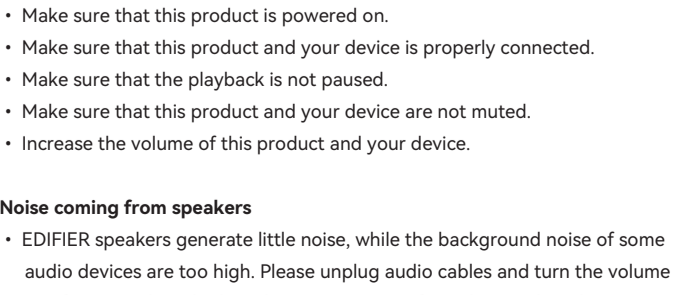 • Make sure that this product is powered on.
• Make sure that this product and your device is properly connected.
• Make sure that the playback is not paused.
• Make sure that this product and your device are not muted.
• Increase the volume of this product and your device.
Noise coming from speakers
• EDIFIER speakers generate little noise, while the background noise of some
audio devices are too high. Please unplug audio cables and turn the volume